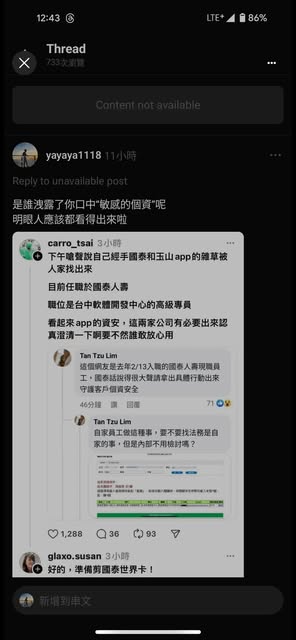 12:43
LTE+ 86%
Thread
733次瀏覽
Content not available
yayaya1118 11小時
Reply to unavailable post
是誰洩露了你口中“敏感的個資”呢
明眼人應該都看得出來啦
carro_tsai 3小時
下午嗆聲說自己經手國泰和玉山app的雜草被
人家找出來
目前任職於國泰人壽
職位是台中軟體開發中心的高級專員
看起來app的資安,這兩家公司有必要出來認
真澄清一下啊要不然誰敢放心用
Tan Tzu Lim
這個網友是去年2/13入職的國泰人壽現職員
工,國泰話說得很大聲請拿出具體行動出來
守護客戶個資安全
46分鐘 讚 回覆 71
Tan Tzu Lim
自家員工做這種事,要不要找法務是自
家的事,但是內部不用檢討嗎?
1,288 36 93
glaxo.susan 3小時
好的,準備剪國泰世界卡!
新增到串文